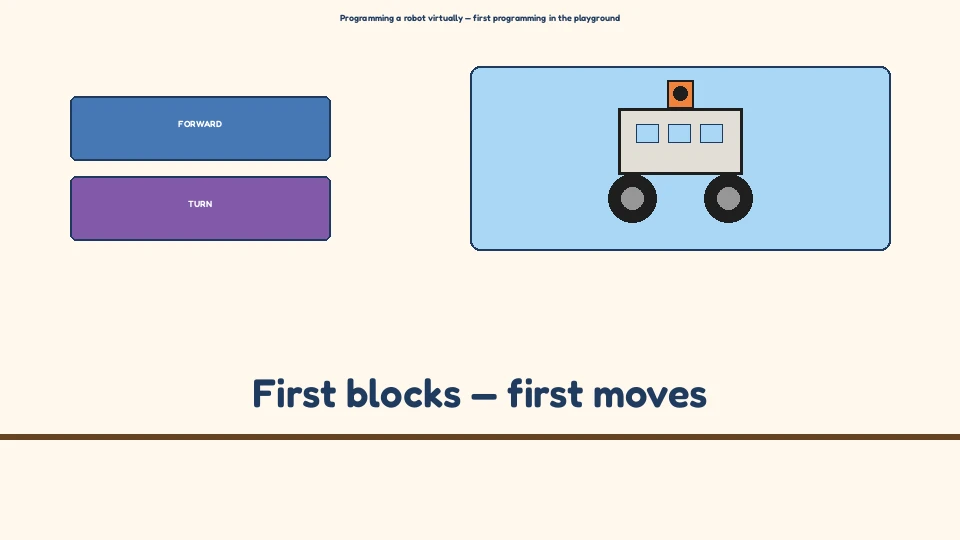 Programming a robot virtually — first programming in the playground
FORWARD
TURN
First blocks — first moves